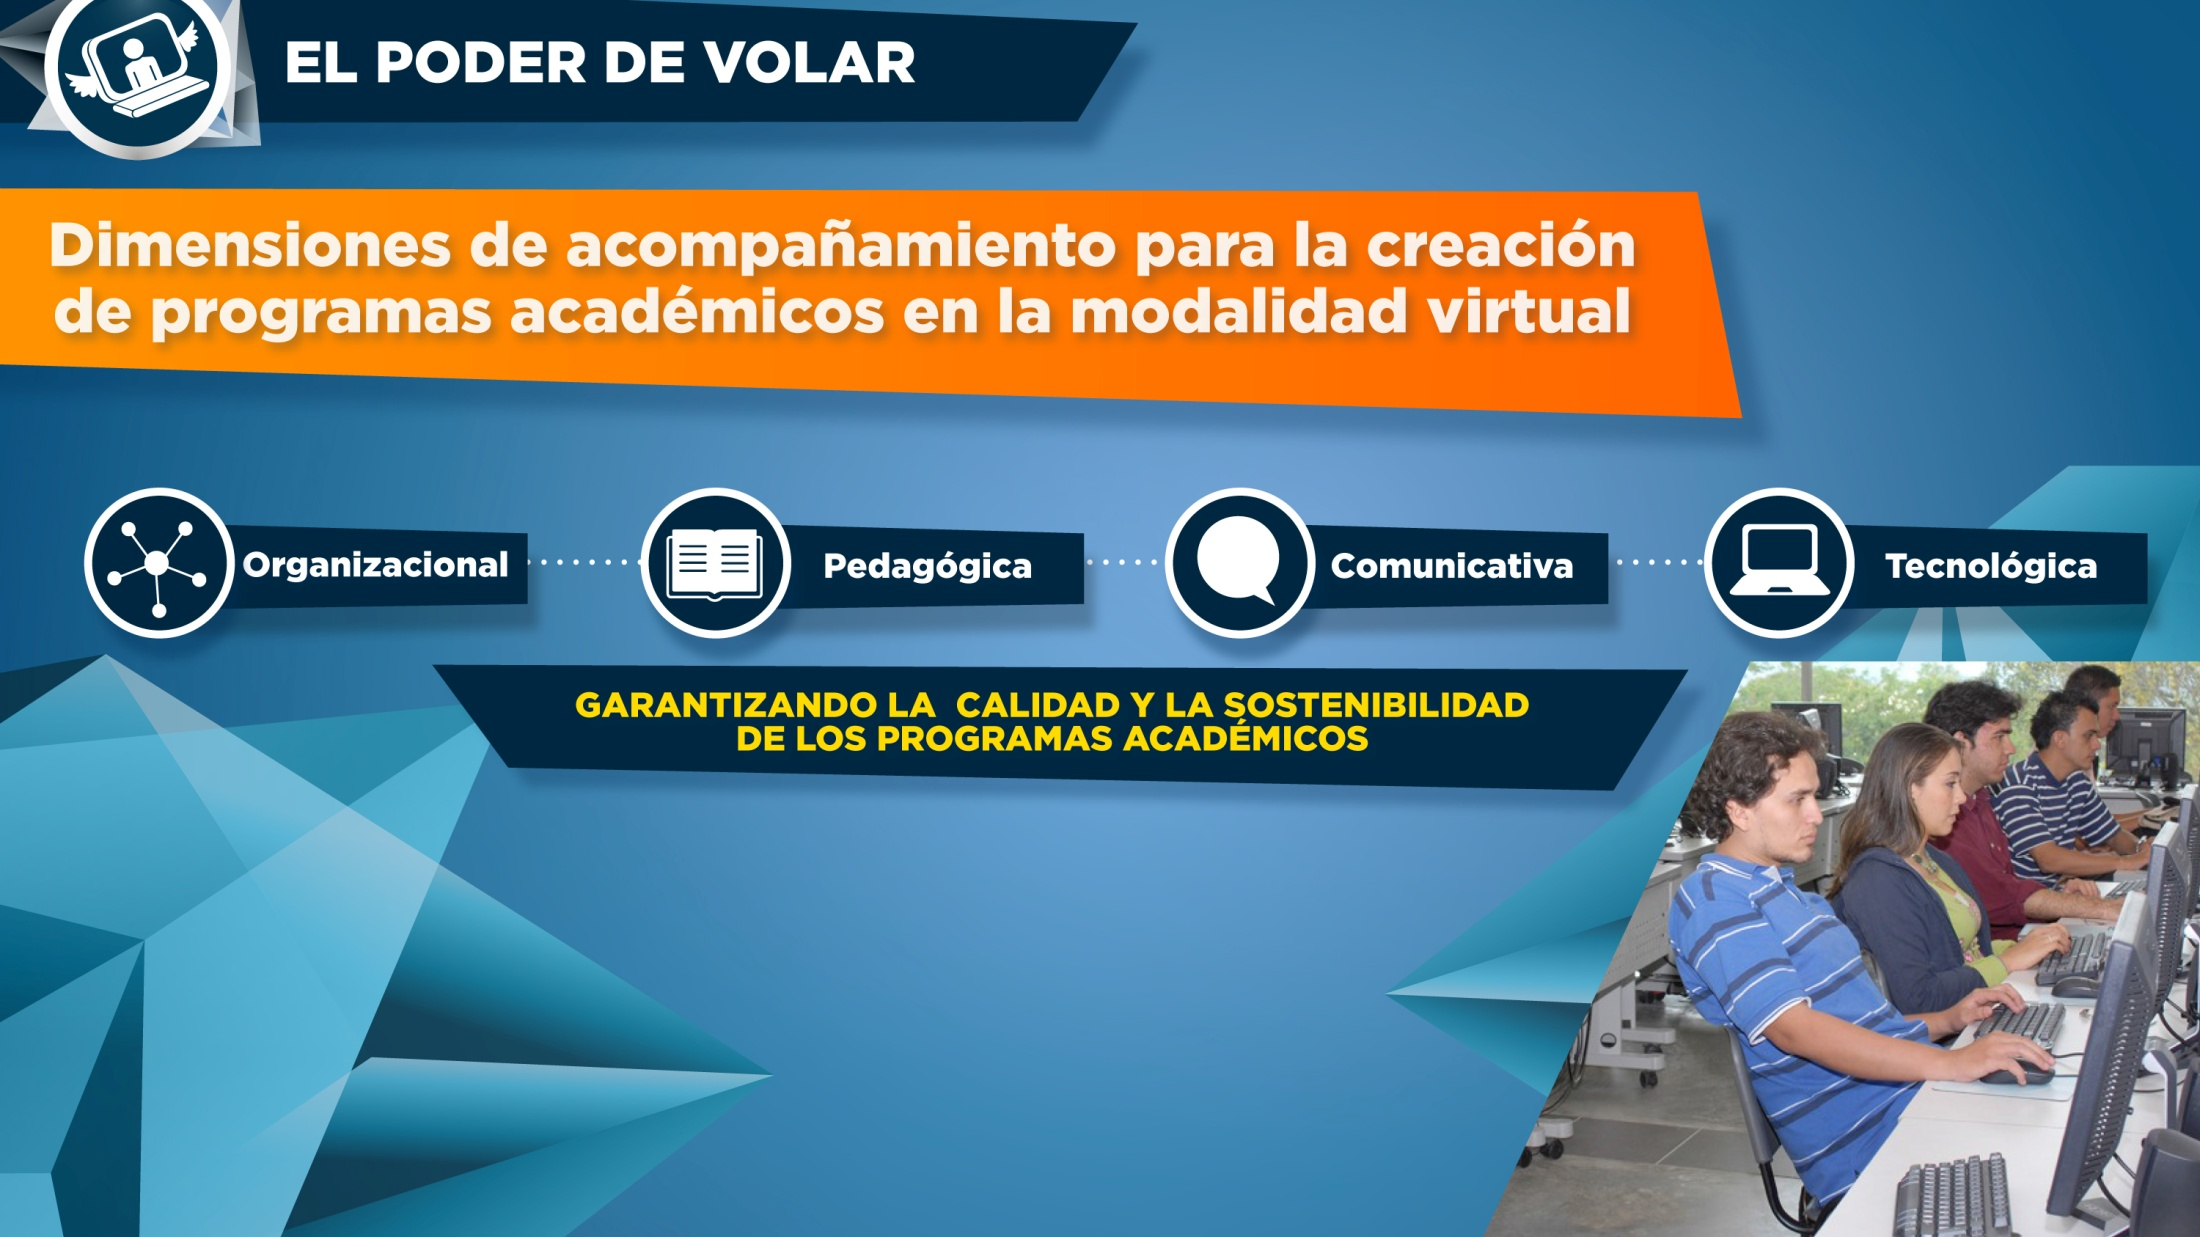 EL PODER DE VOLAR
Dimensiones de acompañamiento para la creación
de programas académicos en la modalidad virtual
Organizacional
Pedagógica
Comunicativa
Tecnológica
GARANTIZANDO LA CALIDAD Y LA SOSTENIBILIDAD
DE LOS PROGRAMAS ACADÉMICOS